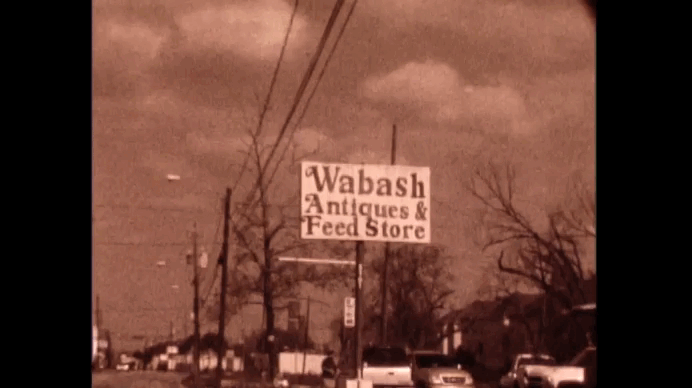 Wabash
Antiques &
Feed Store